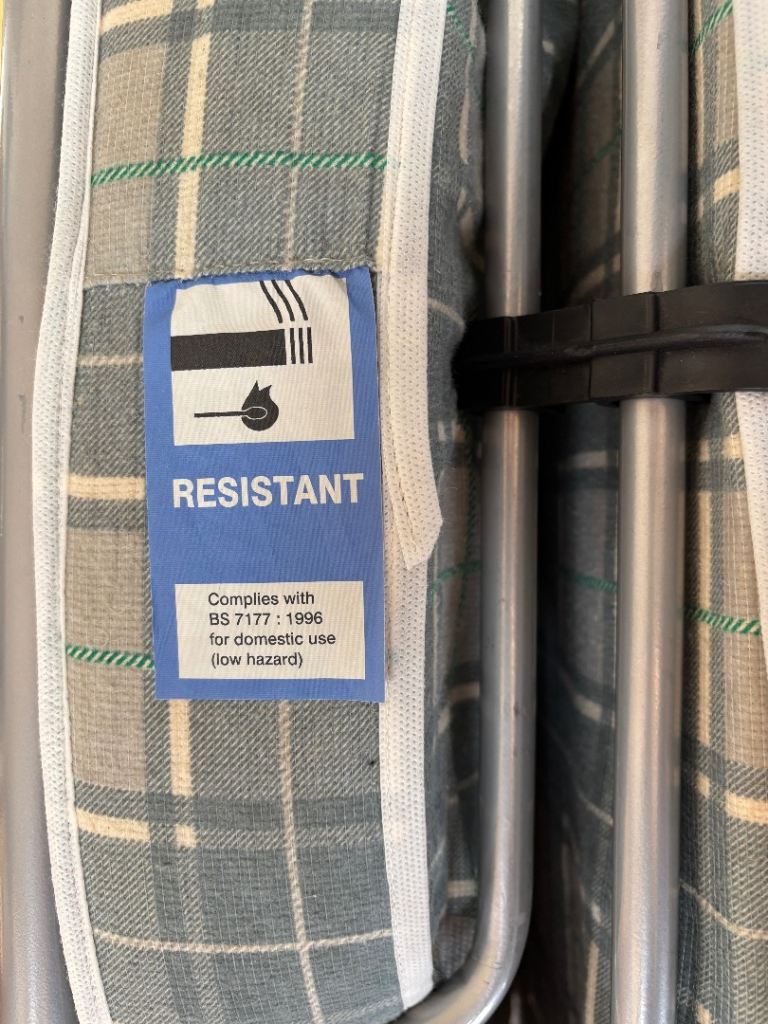 RESISTANT
Complies with
BS 7177 : 1996
for domestic use
(low hazard)